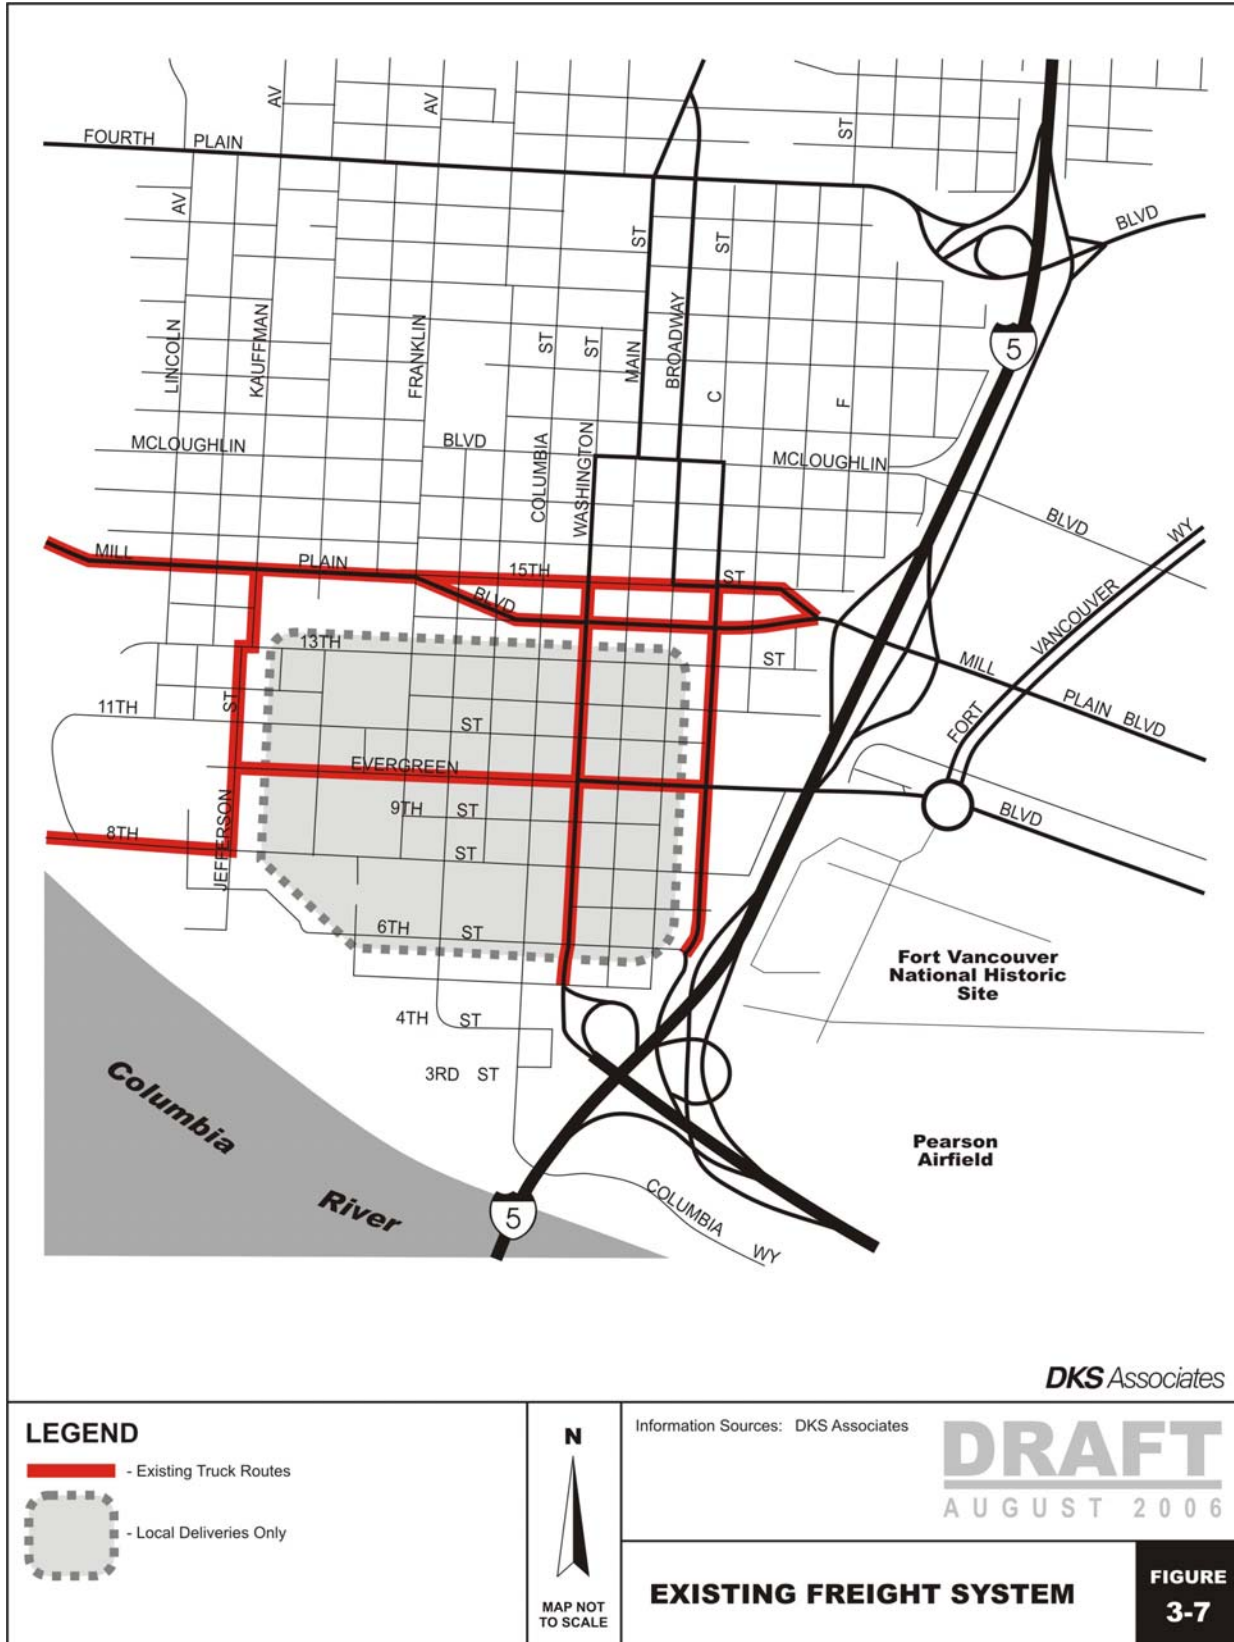 AV
AV
ST
FOURTH PLAIN
AV
ST
ST
BLVD
LINCOLN
KAUFFMAN
FRANKLIN
ST
ST
MAIN
BROADWAY
C
F
5
MCLOUGHLIN
BLVD
COLUMBIA
WASHINGTON
MCLOUGHLIN
BLVD
MILL PLAIN
BLVD
15TH
ST
FORT VANCOUVER WY
13TH
ST
MILL PLAIN BLVD
11TH
ST
ST
EVERGREEN
BLVD
9TH ST
8TH
ST
JEFFERSON
6TH ST
4TH ST
3RD ST
Fort Vancouver
National Historic
Site
Pearson
Airfield
Columbia
River
5
COLUMBIA WY
DKS Associates
LEGEND
- Existing Truck Routes
- Local Deliveries Only
N
MAP NOT
TO SCALE
Information Sources: DKS Associates
DRAFT
AUGUST 2006
EXISTING FREIGHT SYSTEM
FIGURE
3-7